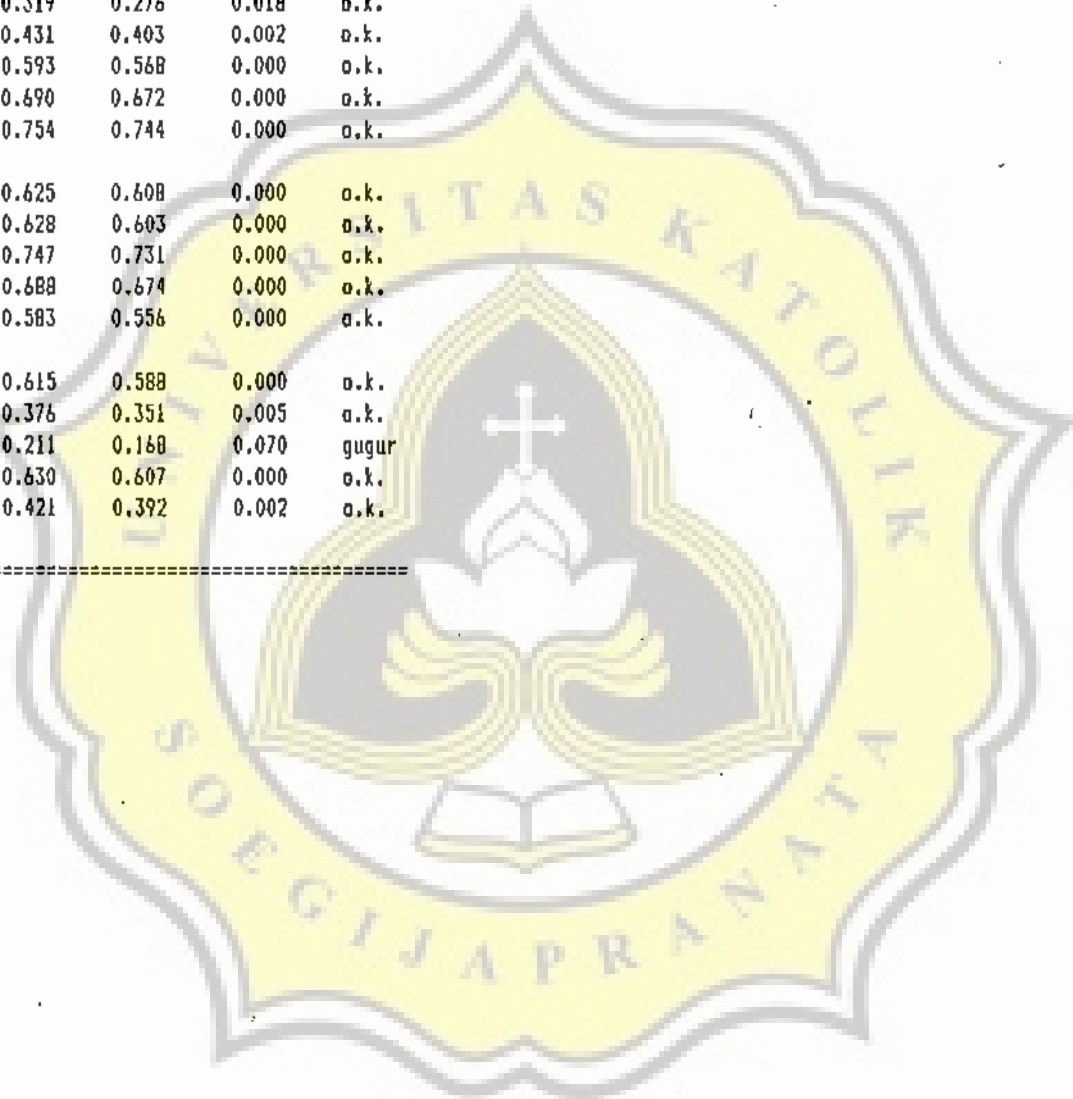 0.319 0.276 0.018 o.k.
0.431 0.403 0.002 o.k.
0.593 0.568 0.000 o.k.
0.690 0.672 0.000 o.k.
0.754 0.744 0.000 o.k.
0.625 0.608 0.000 o.k.
0.628 0.603 0.000 o.k.
0.747 0.731 0.000 o.k.
0.688 0.674 0.000 o.k.
0.583 0.556 0.000 o.k.
0.615 0.588 0.000 o.k.
0.376 0.351 0.005 o.k.
0.211 0.168 0.070 gugur
0.630 0.607 0.000 o.k.
0.421 0.392 0.002 o.k.
==========================================
UNIVERSITAS KATOLIK
SOEGIJAPRANATA